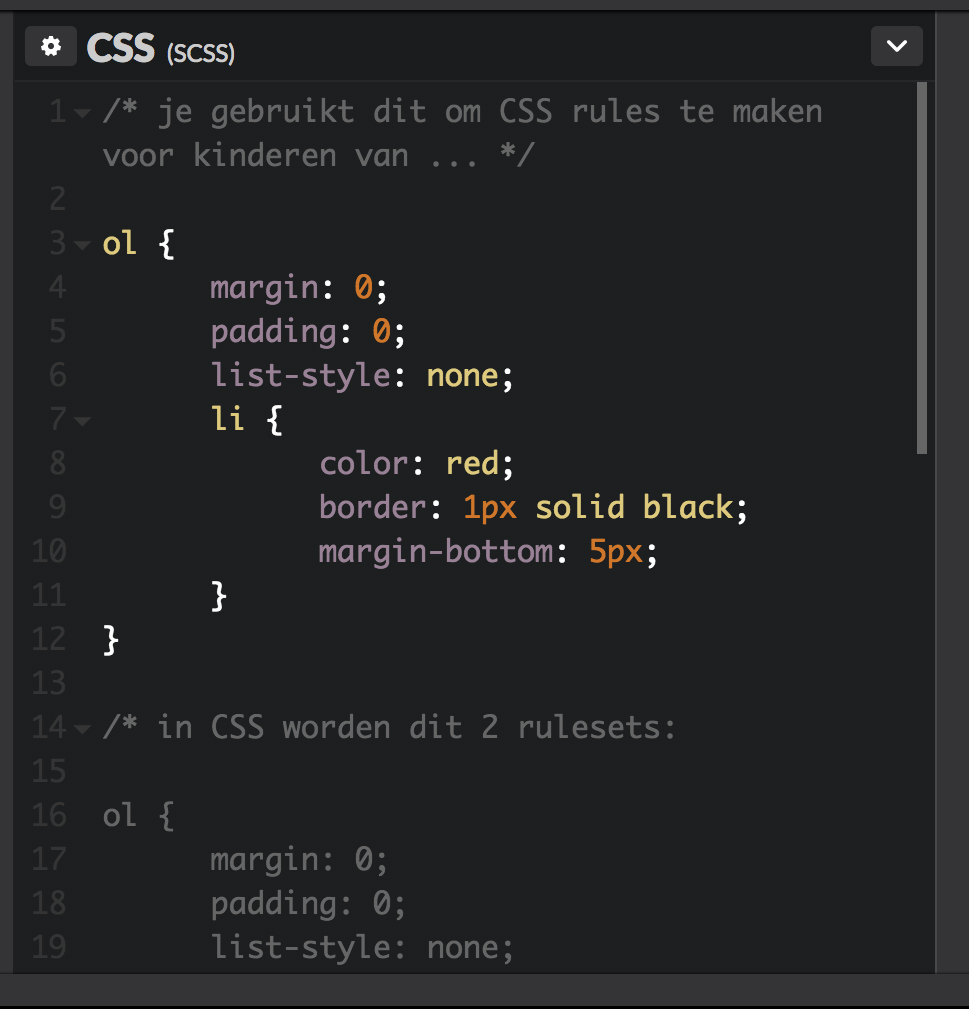 CSS (SCSS)
1 /* je gebruikt dit om CSS rules te maken
voor kinderen van ... */
2
3 ol {
4 margin: 0;
5 padding: 0;
6 list-style: none;
7 li {
8 color: red;
9 border: 1px solid black;
10 margin-bottom: 5px;
11 }
12 }
13
14 /* in CSS worden dit 2 rulesets:
15
16 ol {
17 margin: 0;
18 padding: 0;
19 list-style: none;